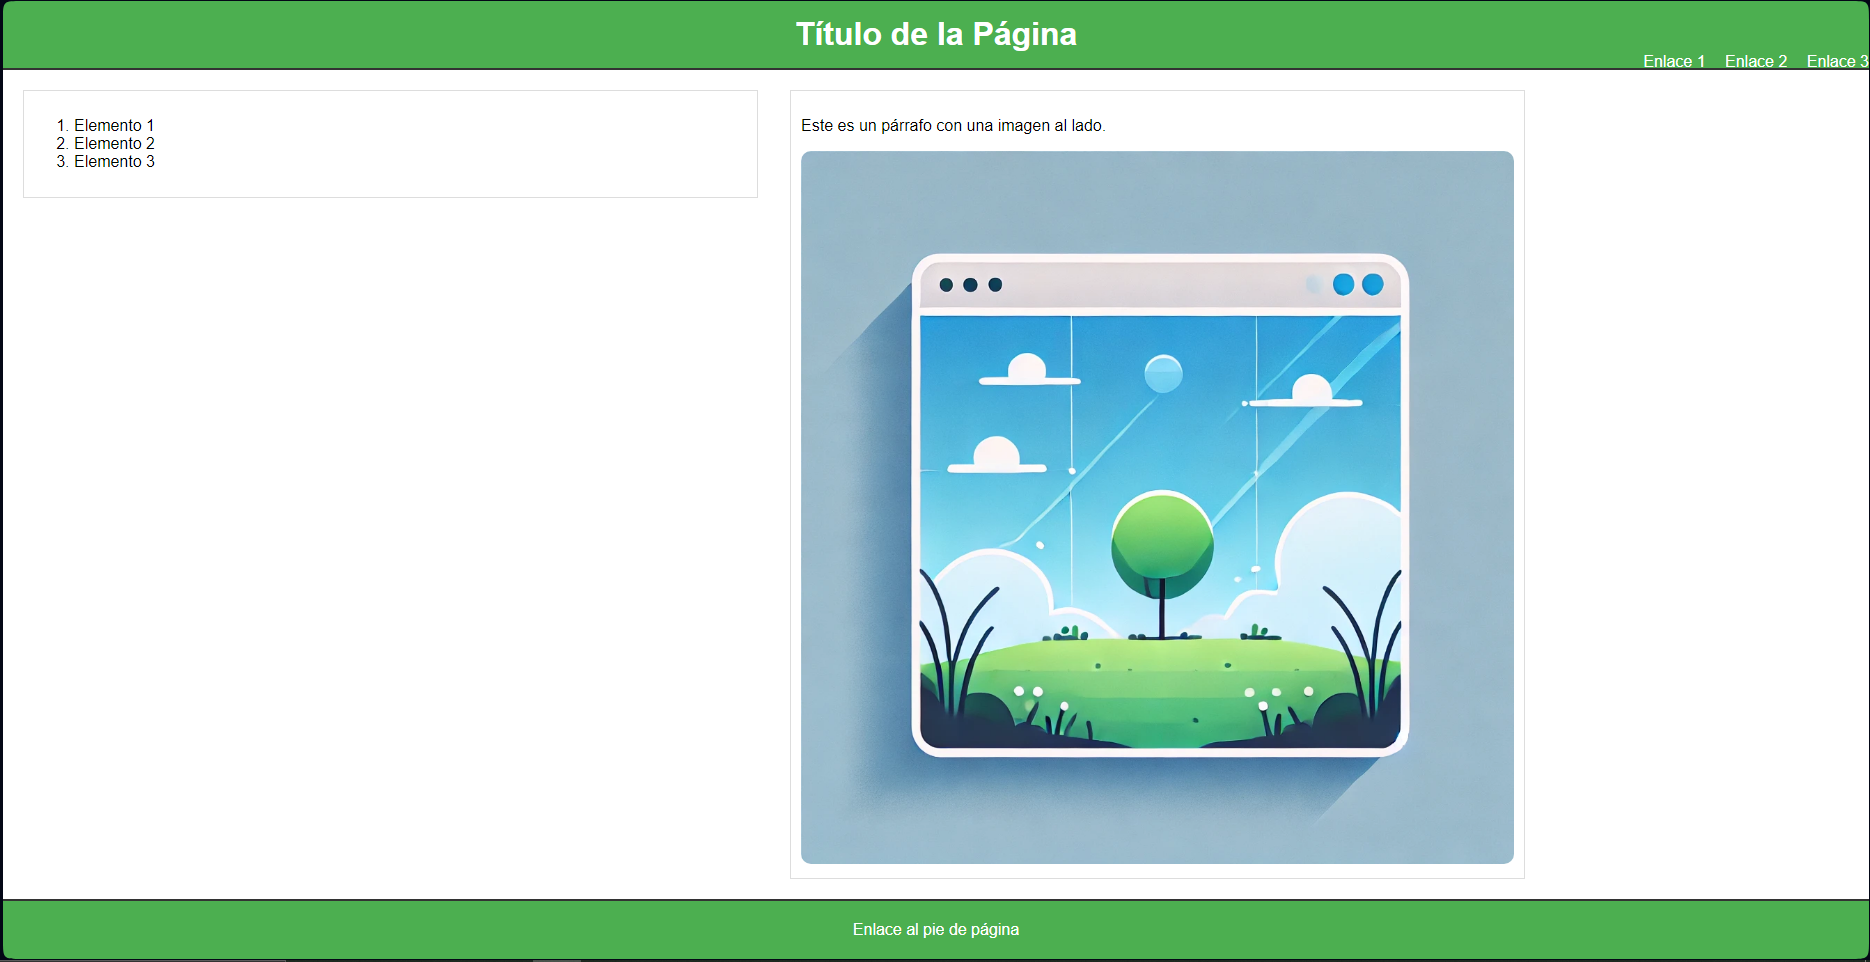 Título de la Página
Enlace 1 Enlace 2 Enlace 3
1. Elemento 1
2. Elemento 2
3. Elemento 3
Este es un párrafo con una imagen al lado.
Enlace al pie de página